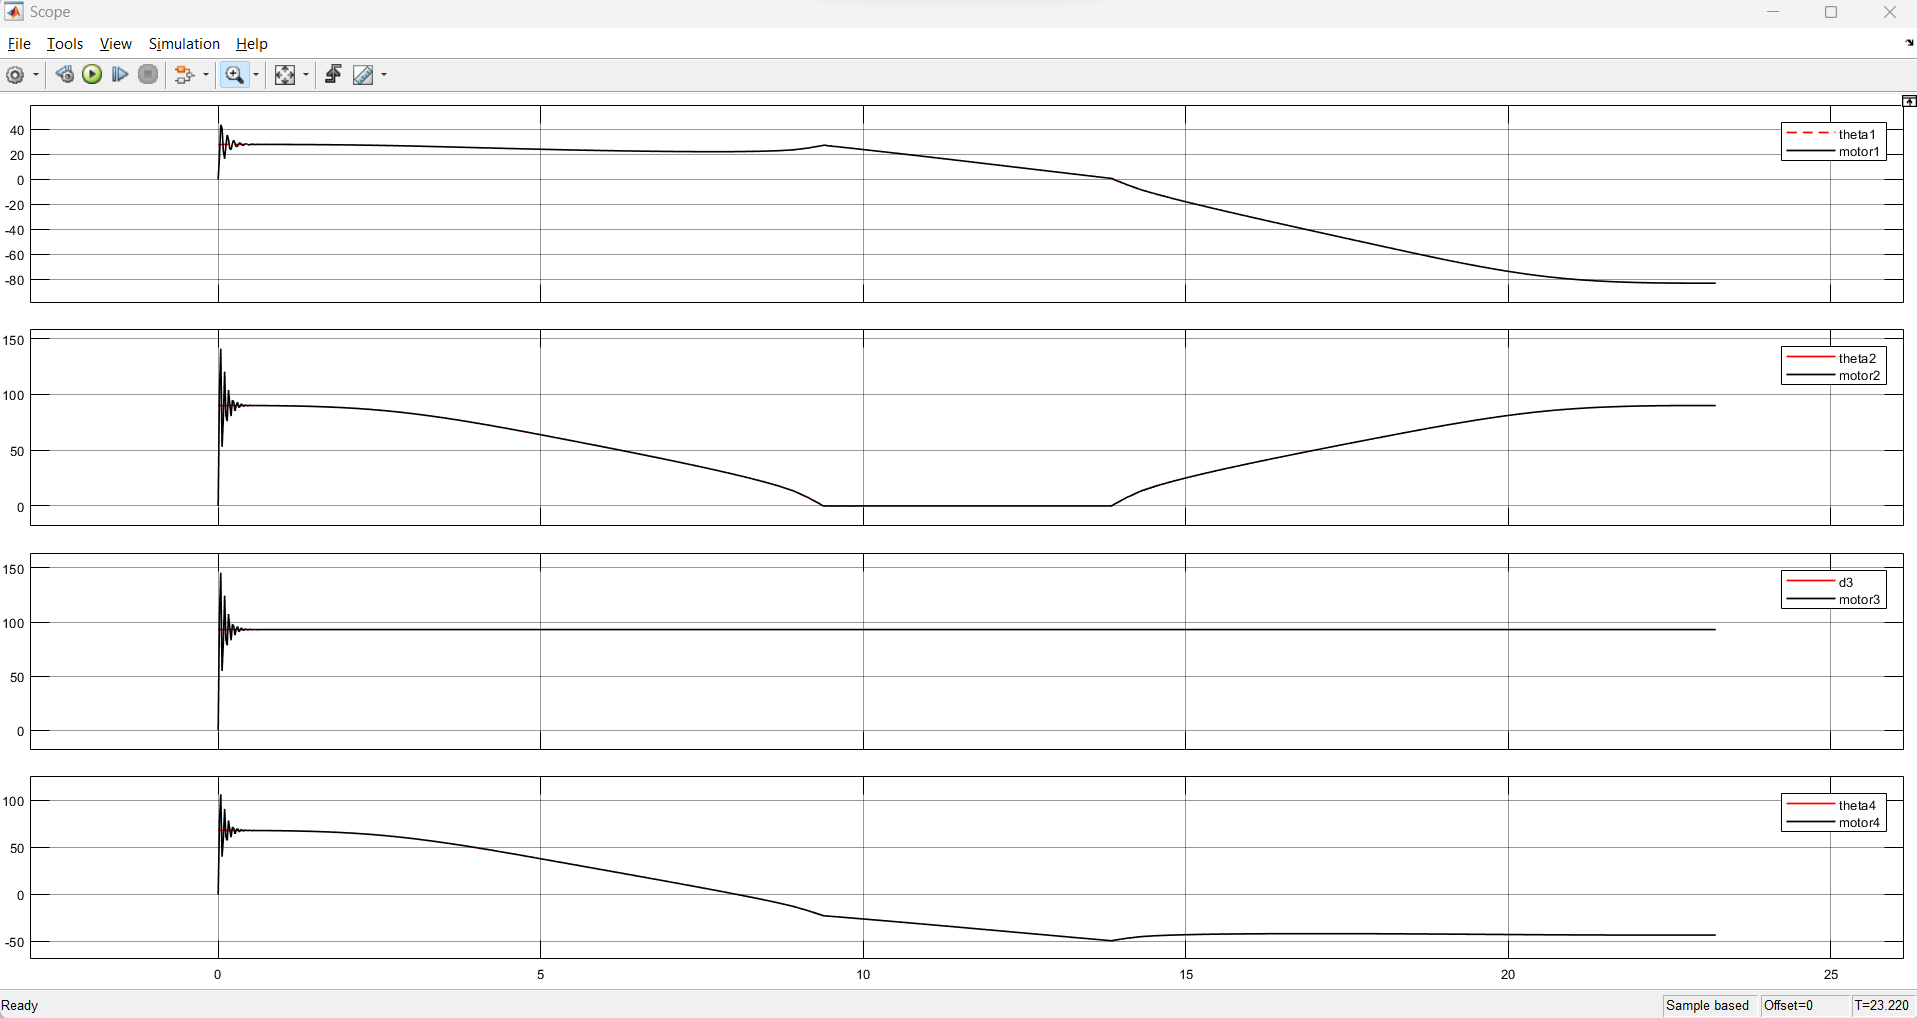 Scope
File Tools View Simulation Help
40
20
0
-20
-40
-60
-80
theta1
motor1
150
100
50
0
theta2
motor2
150
100
50
0
d3
motor3
100
50
0
-50
theta4
motor4
0 5 10 15 20 25
Ready Sample based Offset=0 T=23.220